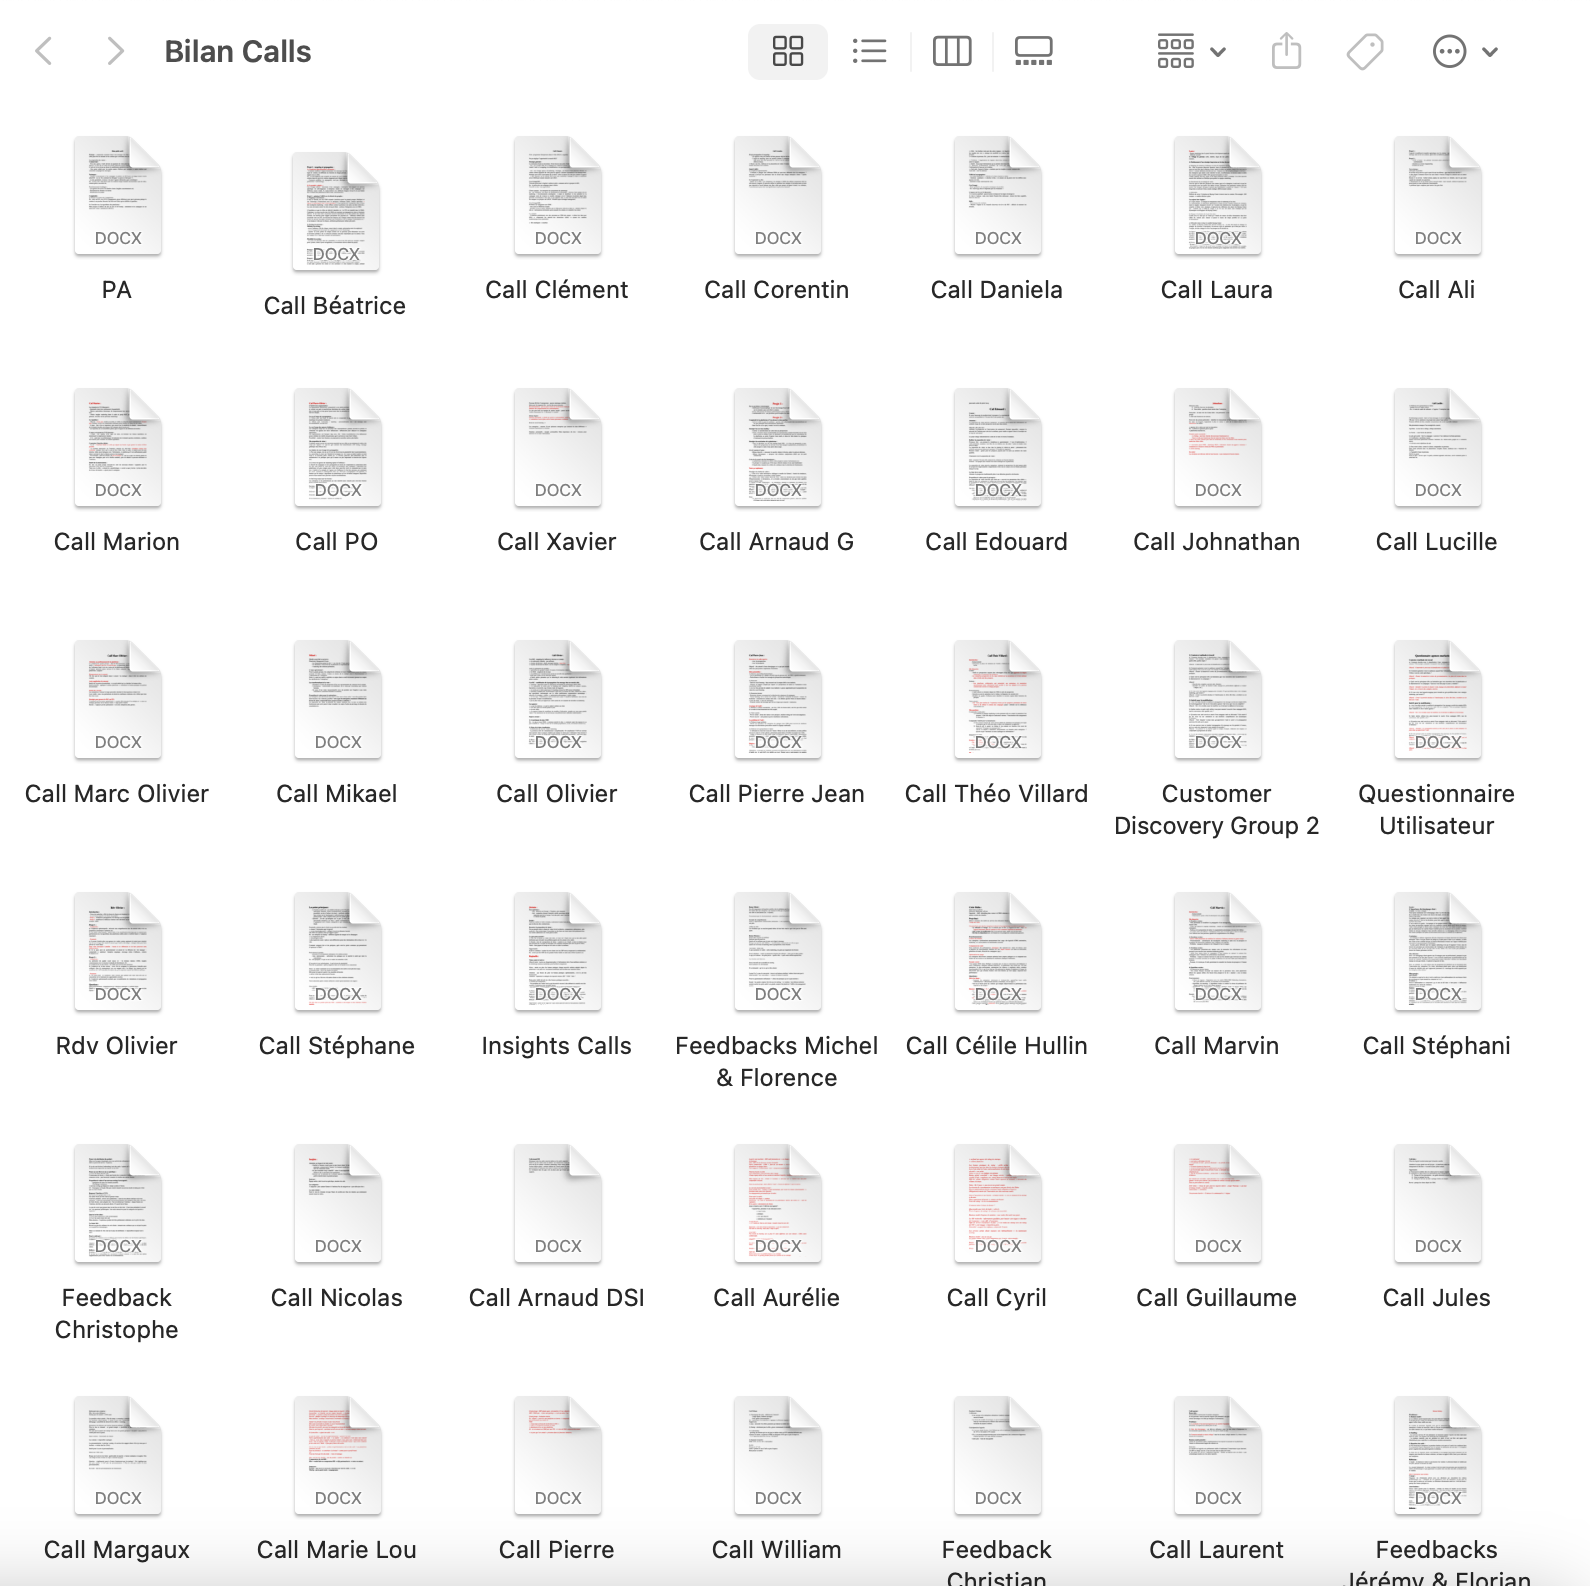 Bilan Calls
DOCX DOCX DOCX DOCX DOCX DOCX DOCX
PA Call Béatrice Call Clément Call Corentin Call Daniela Call Laura Call Ali
DOCX DOCX DOCX DOCX DOCX DOCX DOCX
Call Marion Call PO Call Xavier Call Arnaud G Call Edouard Call Johnathan Call Lucille
DOCX DOCX DOCX DOCX DOCX DOCX DOCX
Call Marc Olivier Call Mikael Call Olivier Call Pierre Jean Call Théo Villard Customer Questionnaire
Discovery Group 2 Utilisateur
DOCX DOCX DOCX DOCX DOCX DOCX DOCX
Rdv Olivier Call Stéphane Insights Calls Feedbacks Michel Call Célile Hullin Call Marvin Call Stéphani
& Florence
DOCX DOCX DOCX DOCX DOCX DOCX DOCX
Feedback Call Nicolas Call Arnaud DSI Call Aurélie Call Cyril Call Guillaume Call Jules
Christophe
DOCX DOCX DOCX DOCX DOCX DOCX DOCX
Call Margaux Call Marie Lou Call Pierre Call William Feedback Call Laurent Feedbacks
Christian Jérémy & Florian